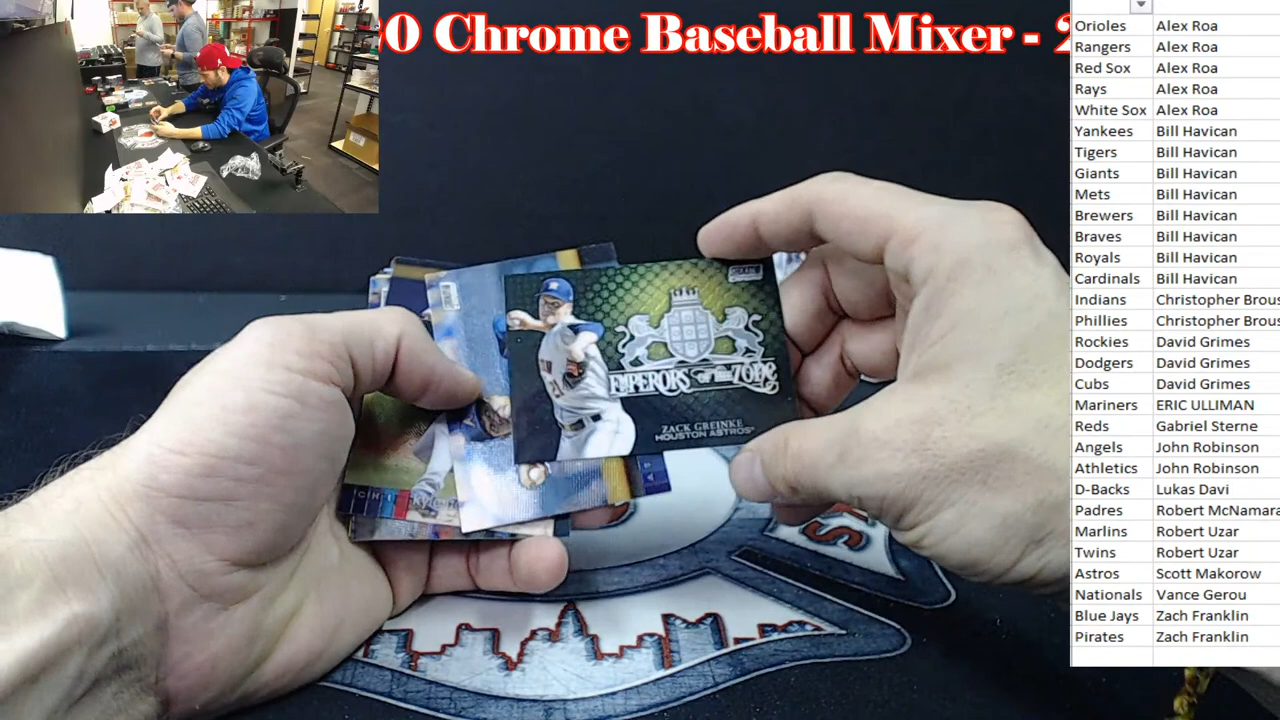 0 Chrome Baseball Mixer - 2
Orioles Alex Roa
Rangers Alex Roa
Red Sox Alex Roa
Rays Alex Roa
White Sox Alex Roa
Yankees Bill Havican
Tigers Bill Havican
Giants Bill Havican
Mets Bill Havican
Brewers Bill Havican
Braves Bill Havican
Royals Bill Havican
Cardinals Bill Havican
Indians Christopher Brous
Phillies Christopher Brous
Rockies David Grimes
Dodgers David Grimes
Cubs David Grimes
Mariners ERIC ULLIMAN
Reds Gabriel Sterne
Angels John Robinson
Athletics John Robinson
D-Backs Lukas Davi
Padres Robert McNamara
Marlins Robert Uzar
Twins Robert Uzar
Astros Scott Makorow
Nationals Vance Gerou
Blue Jays Zach Franklin
Pirates Zach Franklin
EMPERORS OF THE ZONE
ZACK GREINKE
HOUSTON ASTROS